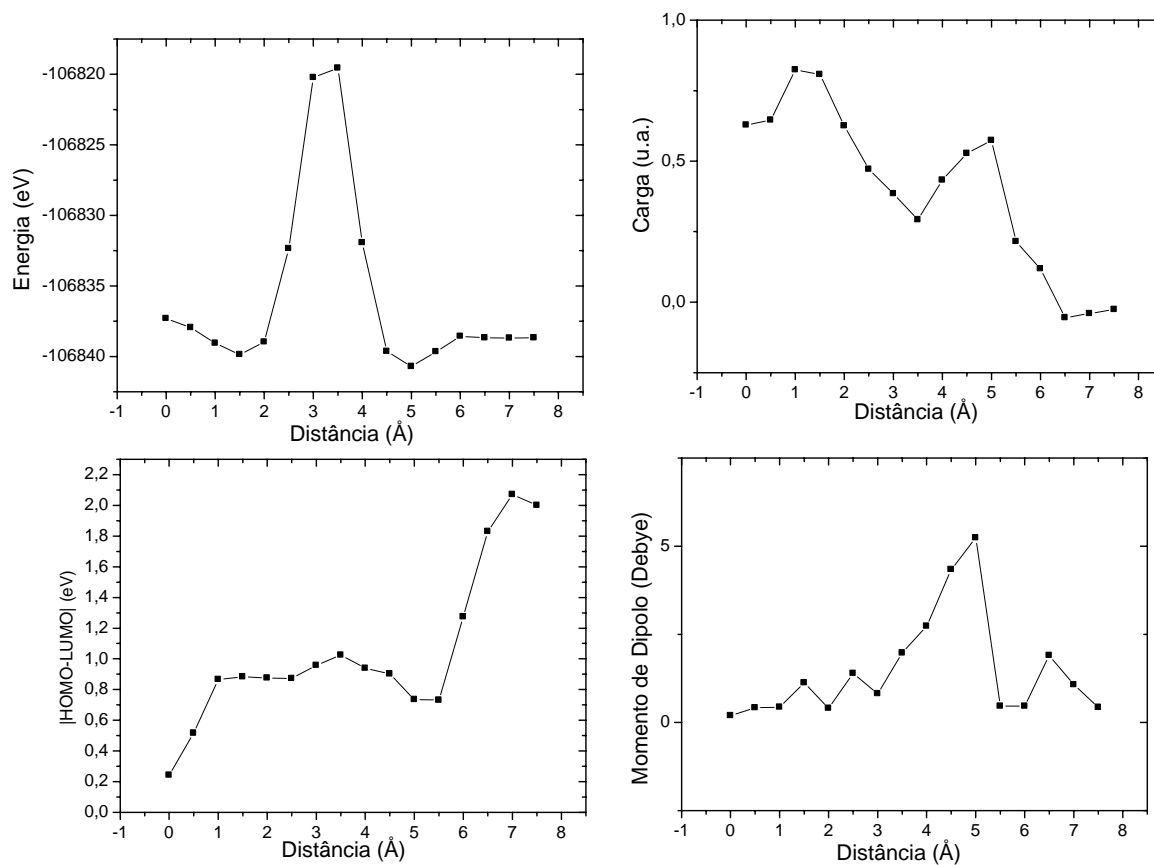 -106820
-106825
-106830
-106835
-106840
Energia (eV)
-1 0 1 2 3 4 5 6 7 8
Distância (Å)
1,0
0,5
0,0
Carga (u.a.)
-1 0 1 2 3 4 5 6 7 8
Distância (Å)
2,2
2,0
1,8
1,6
1,4
1,2
1,0
0,8
0,6
0,4
0,2
0,0
|HOMO-LUMO| (eV)
-1 0 1 2 3 4 5 6 7 8
Distância (Å)
5
0
Momento de Dipolo (Debye)
-1 0 1 2 3 4 5 6 7 8
Distância (Å)